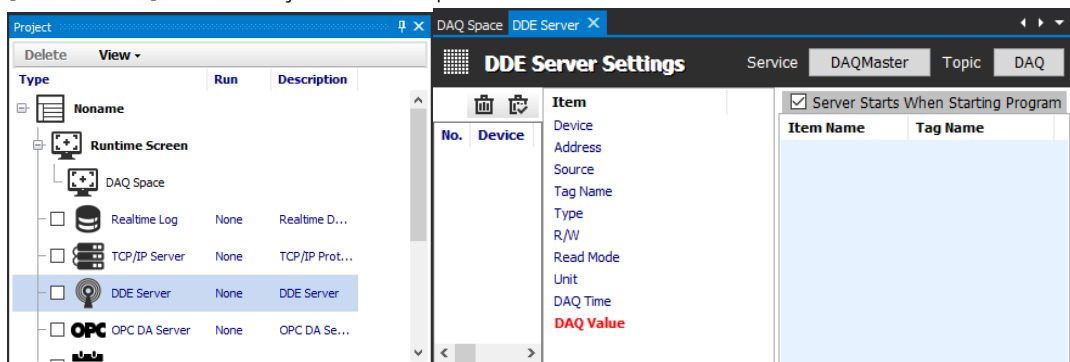 Project
Delete View
Type Run Description
Noname
Runtime Screen
DAQ Space
Realtime Log None Realtime D...
TCP/IP Server None TCP/IP Prot...
DDE Server None DDE Server
OPC OPC DA Server None OPC DA Se...
DAQ Space DDE Server
DDE Server Settings Service DAQMaster Topic DAQ
No. Device
Item
Device
Address
Source
Tag Name
Type
R/W
Read Mode
Unit
DAQ Time
DAQ Value
Server Starts When Starting Program
Item Name Tag Name